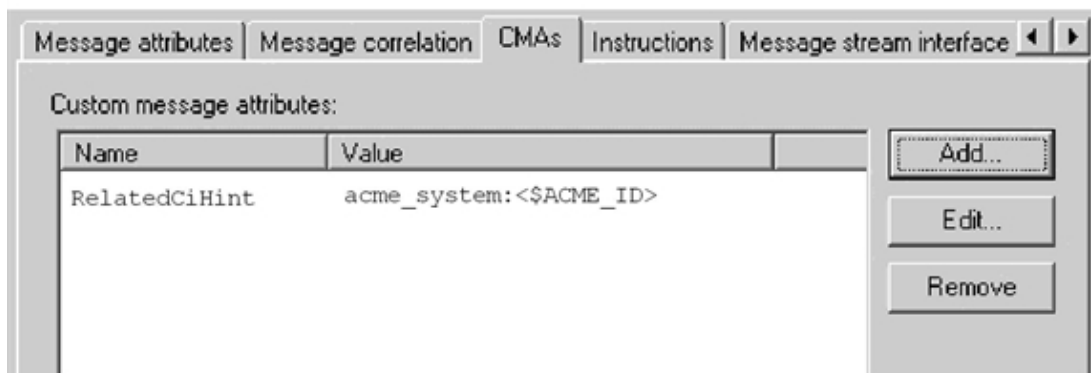 Message attributes Message correlation CMAs Instructions Message stream interface
Custom message attributes:
Name Value
Add...
RelatedCiHint acme_system:<$ACME_ID>
Edit...
Remove